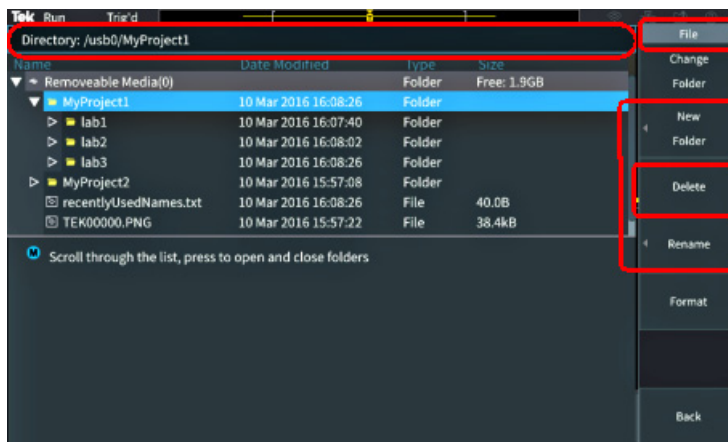 Tek Run Trig'd
Directory: /usb0/MyProject1
Name Date Modified Type Size
Removeable Media(0) Folder Free: 1.9GB
MyProject1 10 Mar 2016 16:08:26 Folder
lab1 10 Mar 2016 16:07:40 Folder
lab2 10 Mar 2016 16:08:02 Folder
lab3 10 Mar 2016 16:08:26 Folder
MyProject2 10 Mar 2016 15:57:08 Folder
recentlyUsedNames.txt 10 Mar 2016 16:08:26 File 40.0B
TEK00000.PNG 10 Mar 2016 15:57:22 File 38.4kB
M Scroll through the list, press to open and close folders
File
Change
Folder
New
Folder
Delete
Rename
Format
Back